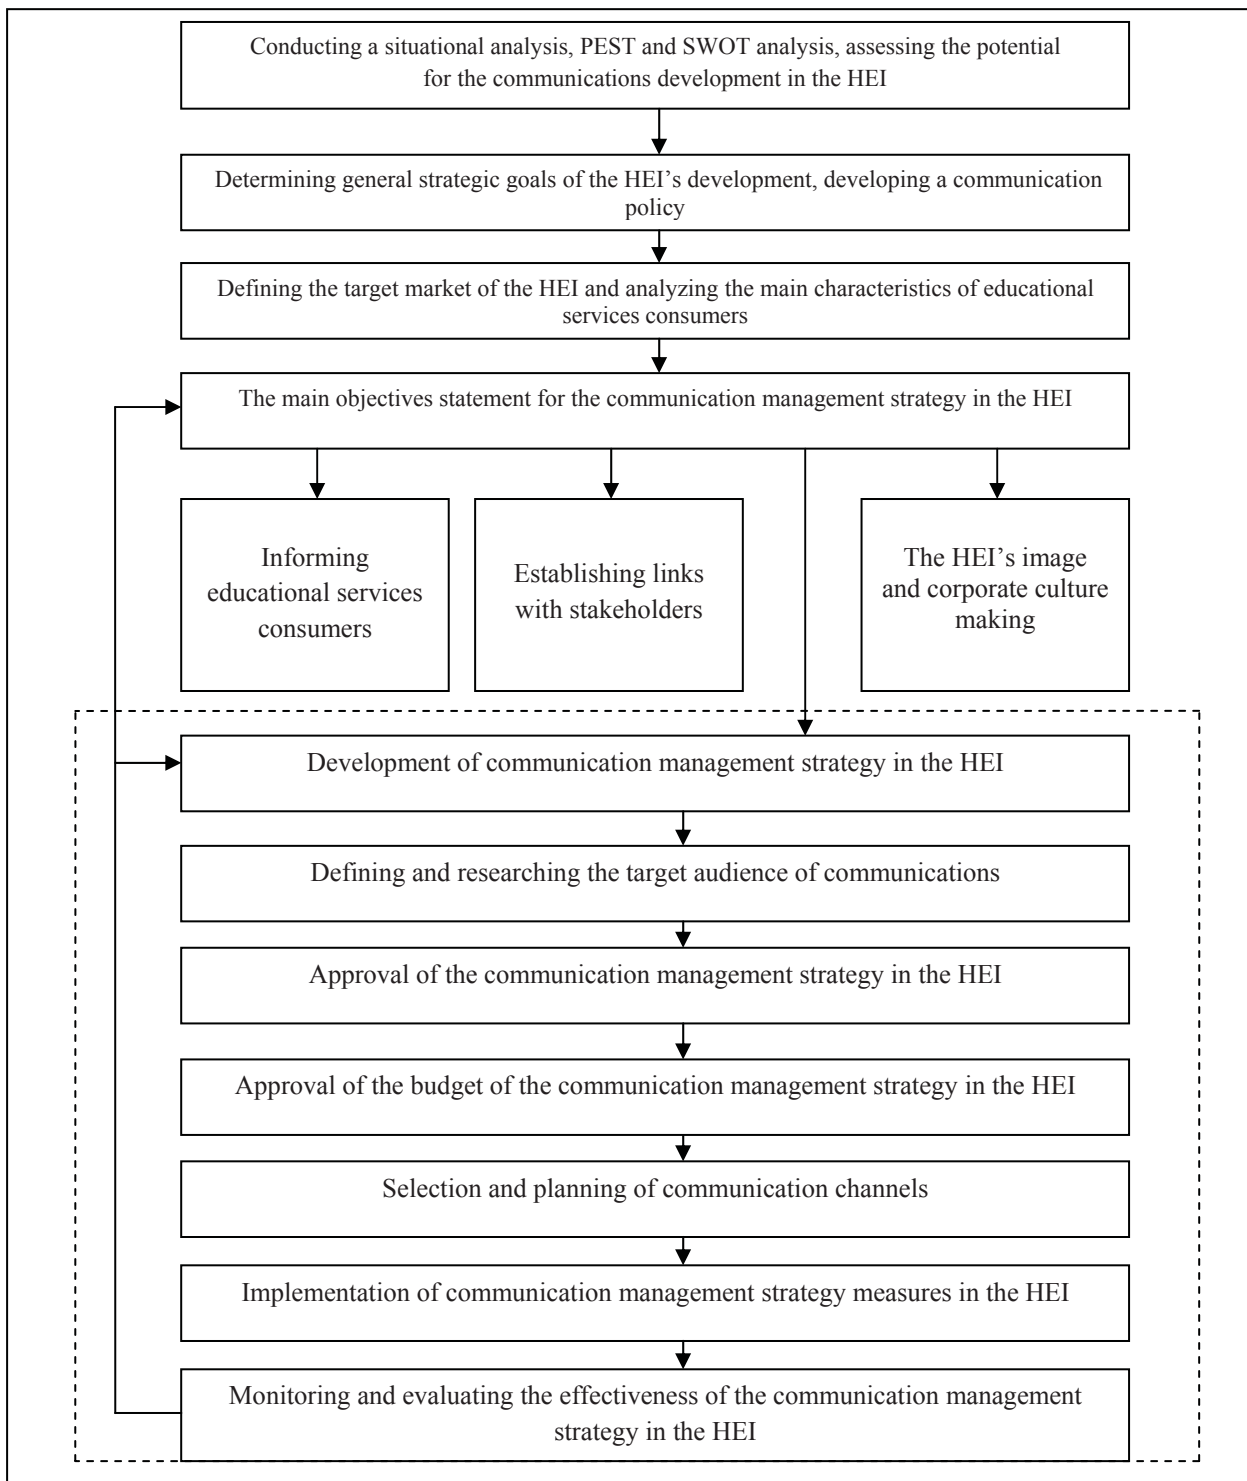 Conducting a situational analysis, PEST and SWOT analysis, assessing the potential
for the communications development in the HEI
Determining general strategic goals of the HEI’s development, developing a communication
policy
Defining the target market of the HEI and analyzing the main characteristics of educational
services consumers
The main objectives statement for the communication management strategy in the HEI
Informing
educational services
consumers
Establishing links
with stakeholders
The HEI’s image
and corporate culture
making
Development of communication management strategy in the HEI
Defining and researching the target audience of communications
Approval of the communication management strategy in the HEI
Approval of the budget of the communication management strategy in the HEI
Selection and planning of communication channels
Implementation of communication management strategy measures in the HEI
Monitoring and evaluating the effectiveness of the communication management
strategy in the HEI